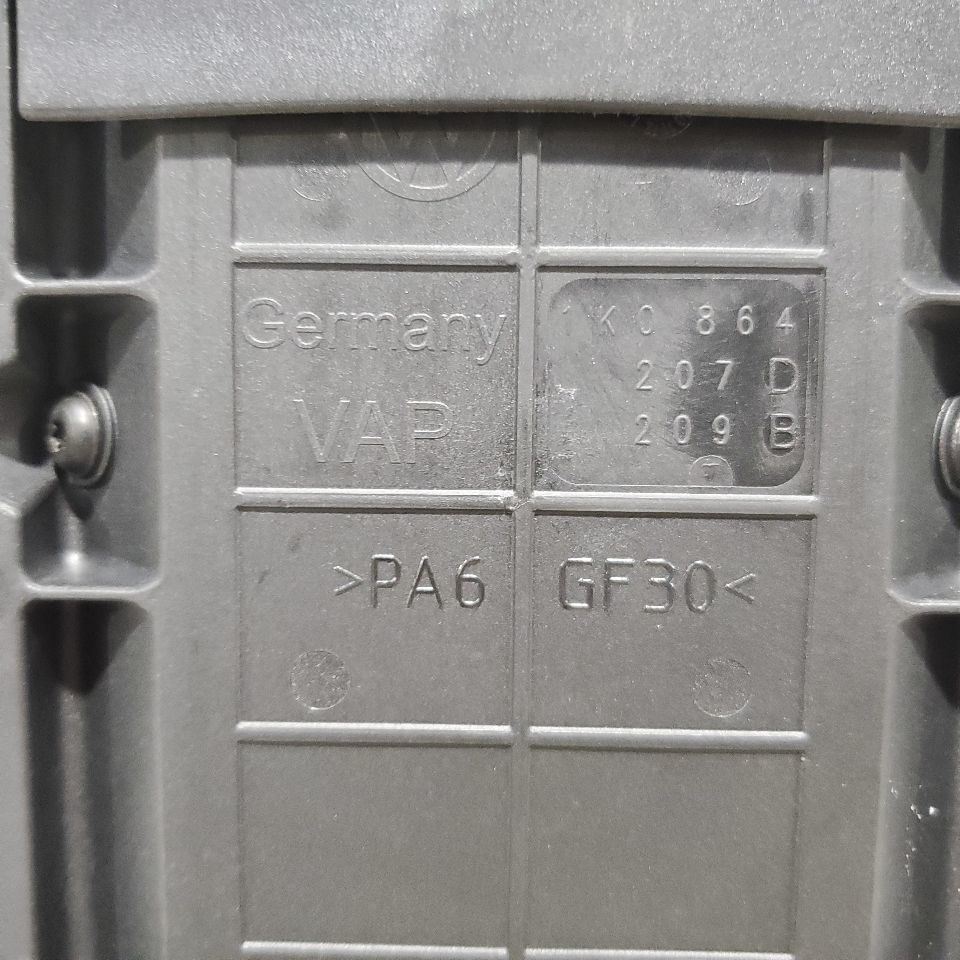 Germany
VAP
1K0 864
207 D
209 B
>PA6 GF30<